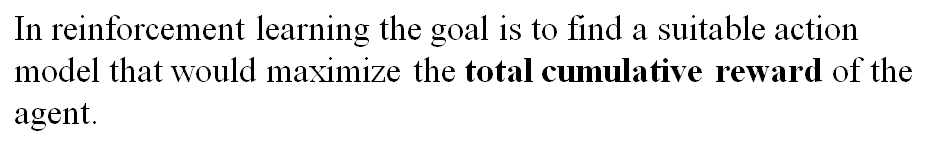 In reinforcement learning the goal is to find a suitable action
model that would maximize the total cumulative reward of the
agent.